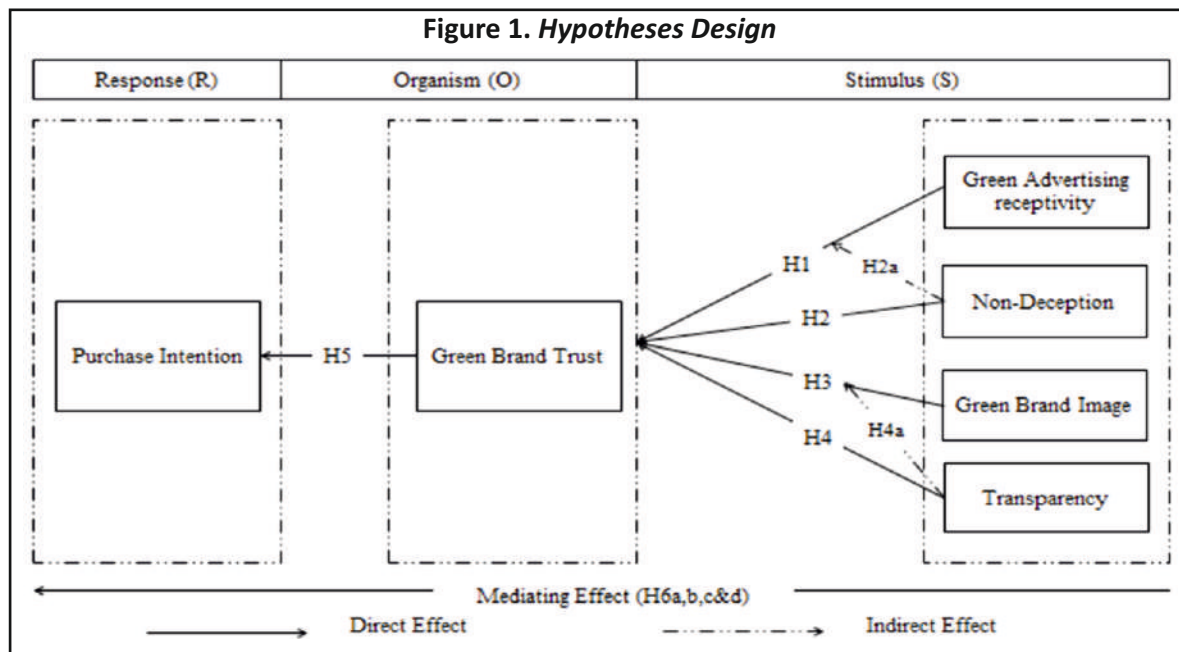 Figure 1. Hypotheses Design
Response (R)
Organism (O)
Stimulus (S)
Green Advertising
receptivity
H1
H2a
Non-Deception
H2
Purchase Intention
H5
Green Brand Trust
H3
Green Brand Image
H4a
H4
Transparency
Mediating Effect (H6a,b,c&d)
Direct Effect
Indirect Effect